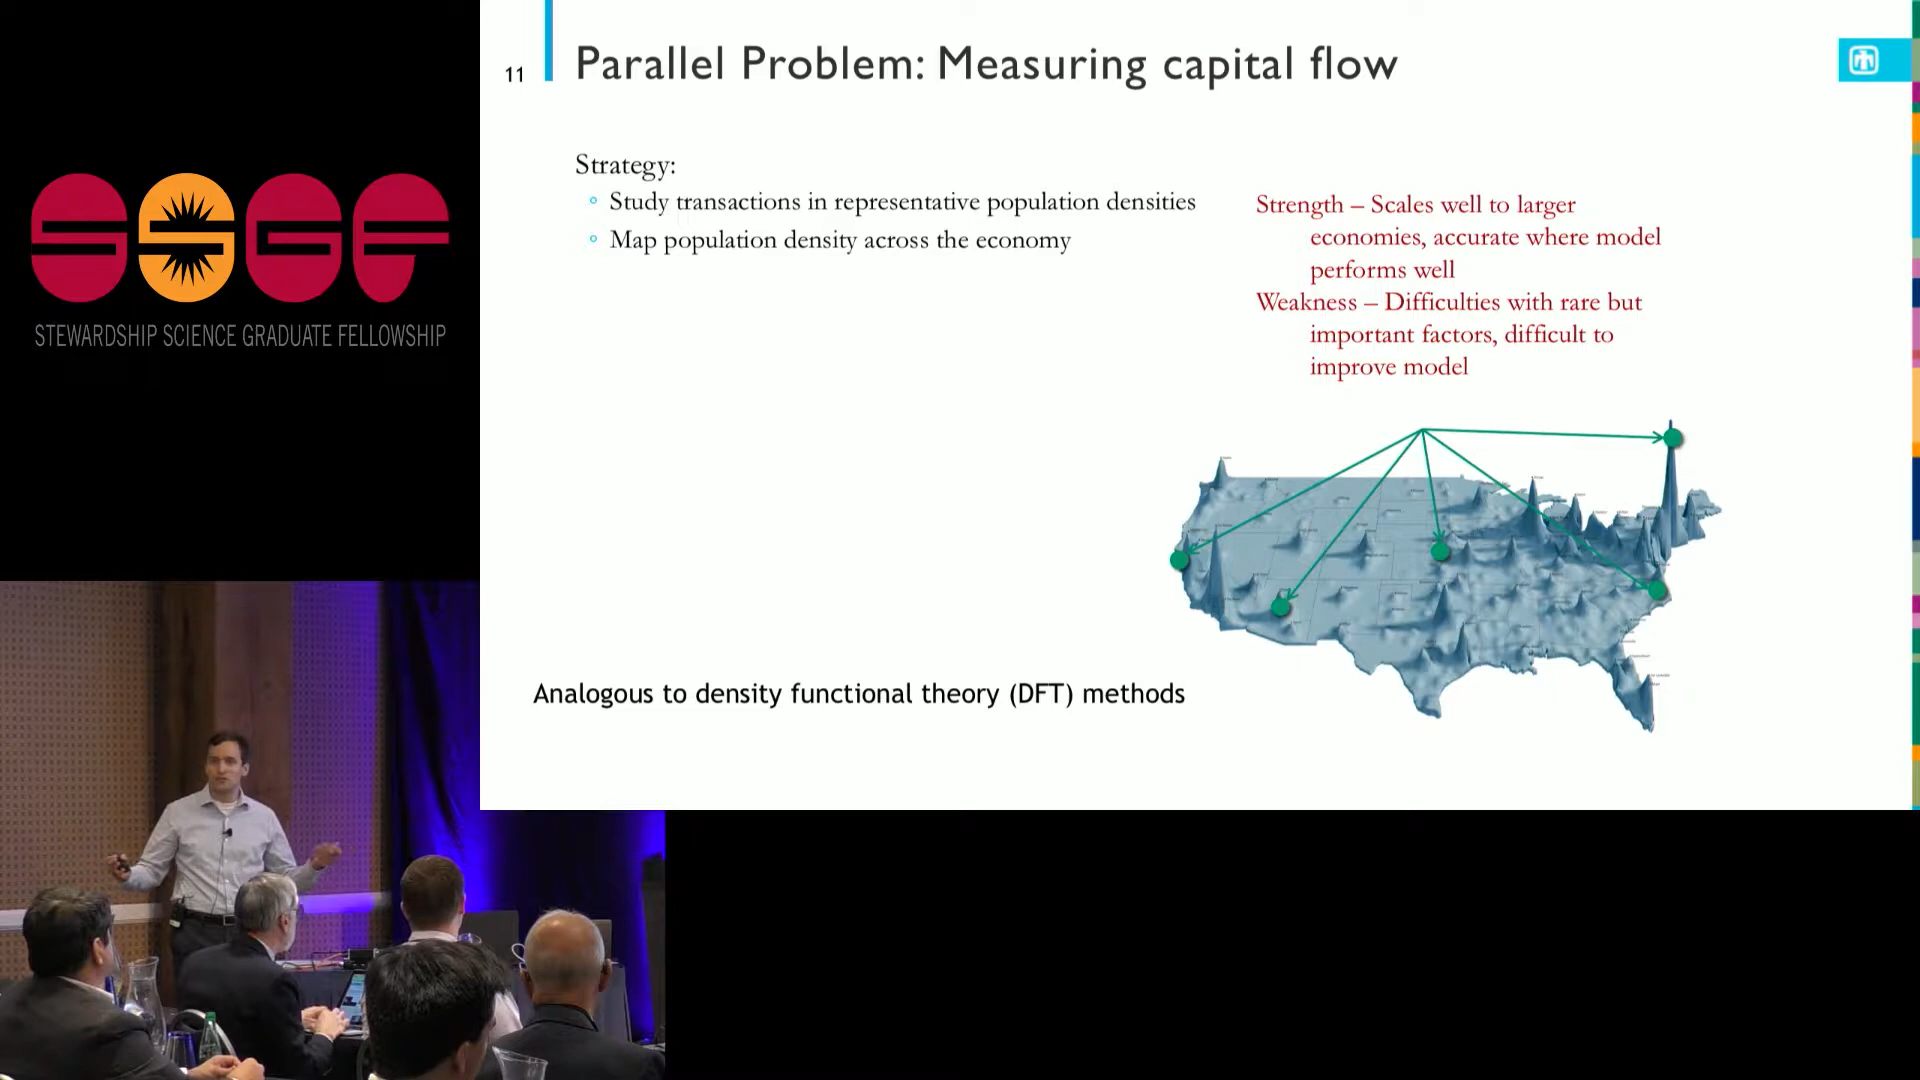 SSGF
STEWARDSHIP SCIENCE GRADUATE FELLOWSHIP
11
Parallel Problem: Measuring capital flow
Strategy:
Study transactions in representative population densities
Map population density across the economy
Strength – Scales well to larger
economies, accurate where model
performs well
Weakness – Difficulties with rare but
important factors, difficult to
improve model
Analogous to density functional theory (DFT) methods